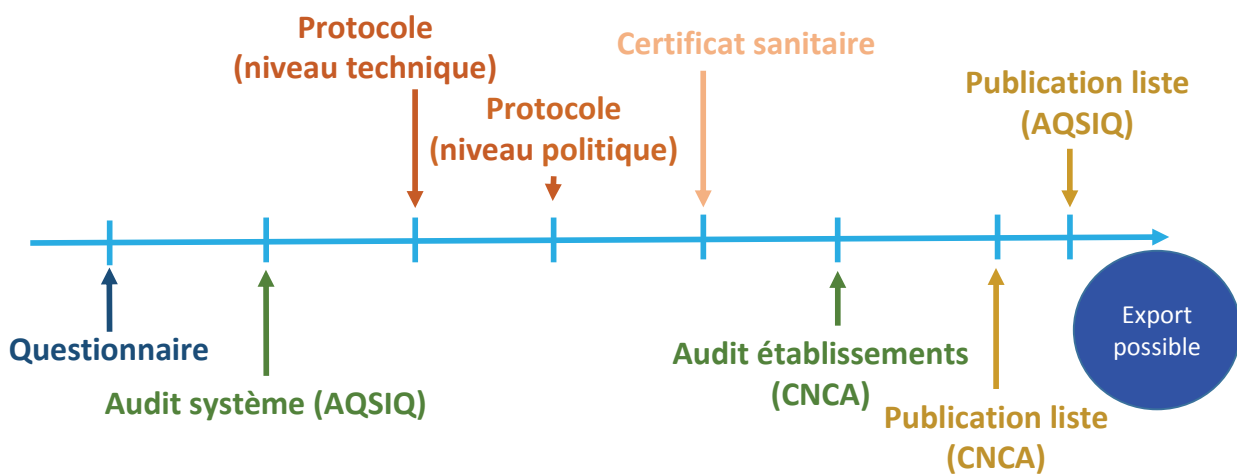 Protocole
(niveau technique)
Protocole
(niveau politique)
Certificat sanitaire
Publication liste
(AQSIQ)
Questionnaire
Audit système (AQSIQ)
Audit établissements
(CNCA)
Publication liste
(CNCA)
Export
possible